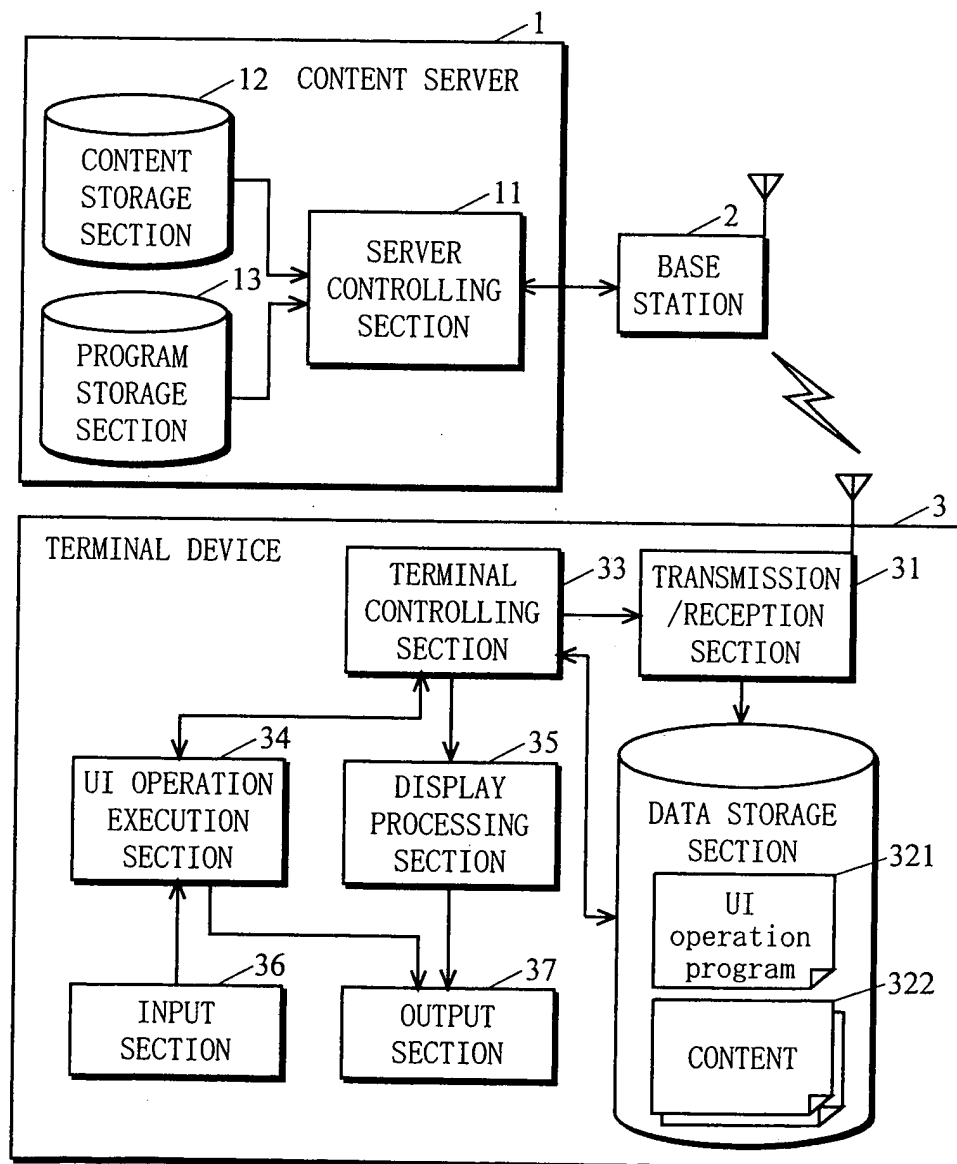 1
12
CONTENT SERVER
CONTENT
STORAGE
SECTION
11
SERVER
CONTROLLING
SECTION
2
BASE
STATION
13
PROGRAM
STORAGE
SECTION
3
TERMINAL DEVICE
33
TERMINAL
CONTROLLING
SECTION
31
TRANSMISSION
/RECEPTION
SECTION
34
UI OPERATION
EXECUTION
SECTION
35
DISPLAY
PROCESSING
SECTION
DATA STORAGE
SECTION
321
UI
operation
program
36
INPUT
SECTION
37
OUTPUT
SECTION
322
CONTENT